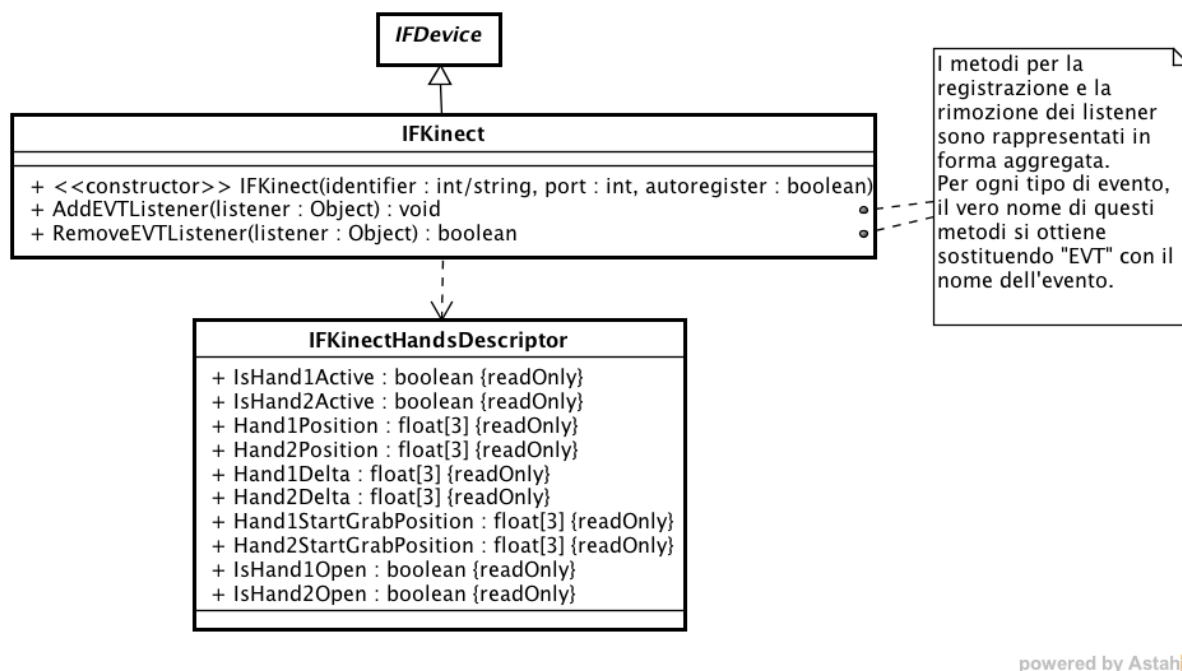 IFDevice
IFKinect
+ <<constructor>> IFKinect(identifier : int/string, port : int, autoregister : boolean)
+ AddEVTListener(listener : Object) : void
+ RemoveEVTListener(listener : Object) : boolean
I metodi per la
registrazione e la
rimozione dei listener
sono rappresentati in
forma aggregata.
Per ogni tipo di evento,
il vero nome di questi
metodi si ottiene
sostituendo "EVT" con il
nome dell'evento.
IFKinectHandsDescriptor
+ IsHand1Active : boolean {readOnly}
+ IsHand2Active : boolean {readOnly}
+ Hand1Position : float[3] {readOnly}
+ Hand2Position : float[3] {readOnly}
+ Hand1Delta : float[3] {readOnly}
+ Hand2Delta : float[3] {readOnly}
+ Hand1StartGrabPosition : float[3] {readOnly}
+ Hand2StartGrabPosition : float[3] {readOnly}
+ IsHand1Open : boolean {readOnly}
+ IsHand2Open : boolean {readOnly}
powered by Astah